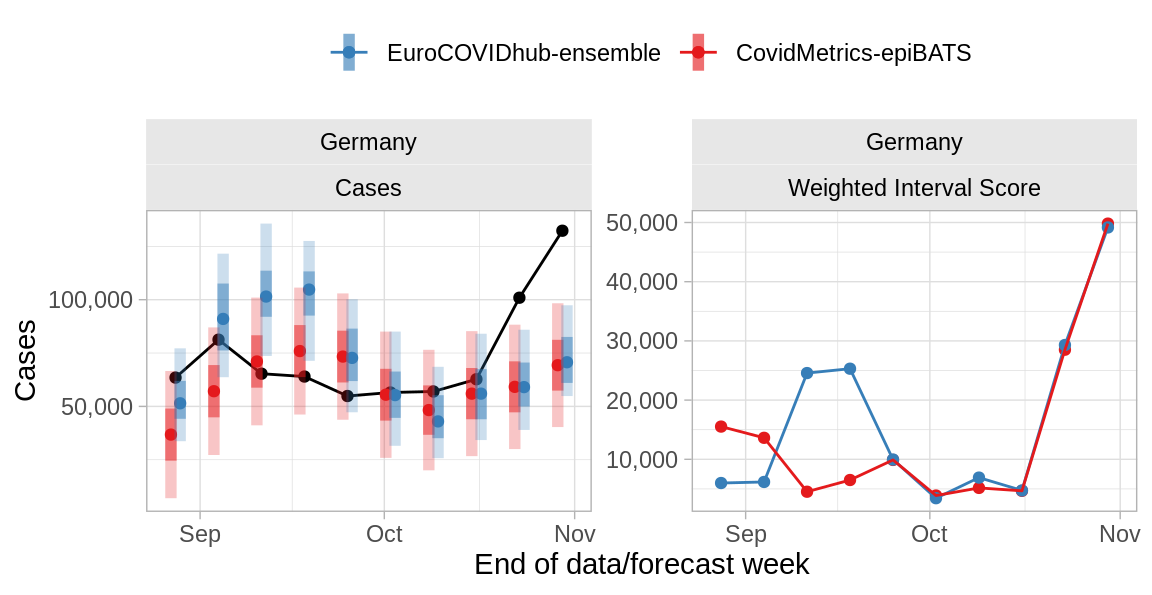 EuroCOVIDhub-ensemble CovidMetrics-epiBATS
Germany
Cases
Cases
100,000
50,000
Sep Oct Nov
Germany
Weighted Interval Score
50,000
40,000
30,000
20,000
10,000
Sep Oct Nov
End of data/forecast week